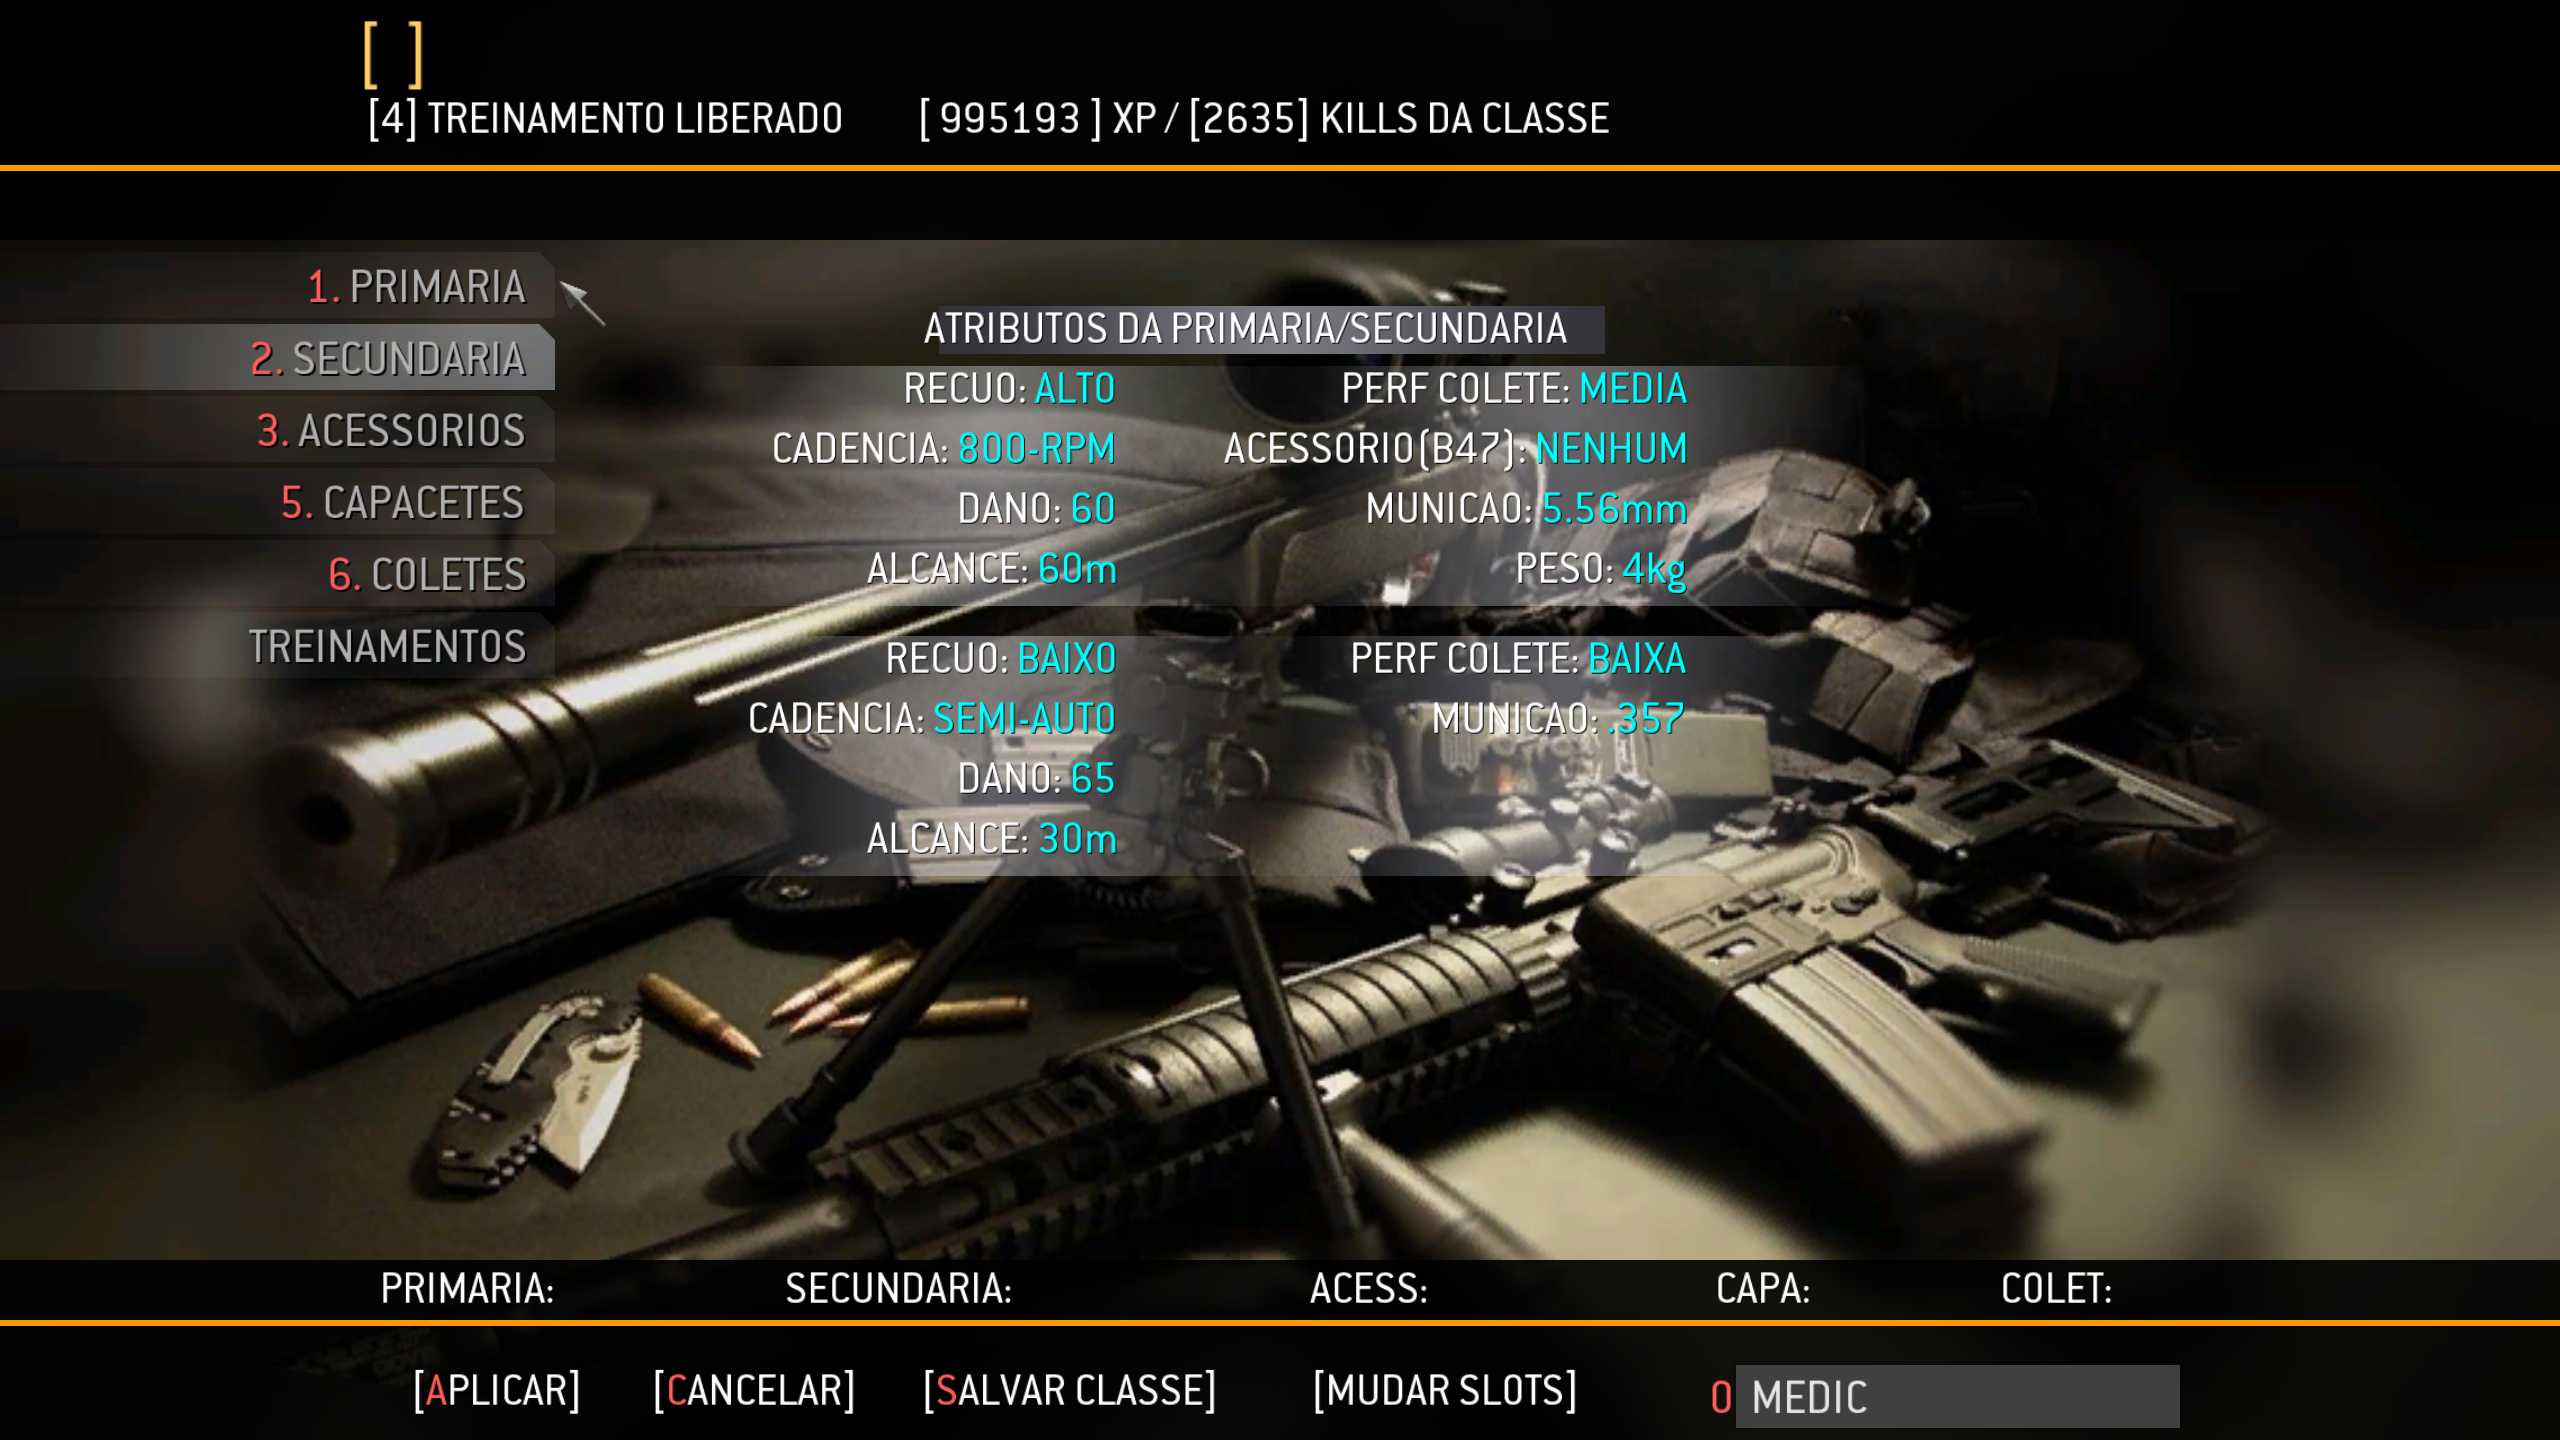 [ ]
[4] TREINAMENTO LIBERADO [ 995193 ] XP / [2635] KILLS DA CLASSE
1. PRIMARIA
2. SECUNDARIA
3. ACESSORIOS
5. CAPACETES
6. COLETES
TREINAMENTOS
ATRIBUTOS DA PRIMARIA/SECUNDARIA
RECUO: ALTO PERF COLETE: MEDIA
CADENCIA: 800-RPM ACESSORIO(B47): NENHUM
DANO: 60 MUNICAO: 5.56mm
ALCANCE: 60m PESO: 4kg
RECUO: BAIXO PERF COLETE: BAIXA
CADENCIA: SEMI-AUTO MUNICAO: .357
DANO: 65
ALCANCE: 30m
PRIMARIA: SECUNDARIA: ACESS: CAPA: COLET:
[APLICAR] [CANCELAR] [SALVAR CLASSE] [MUDAR SLOTS] 0 MEDIC